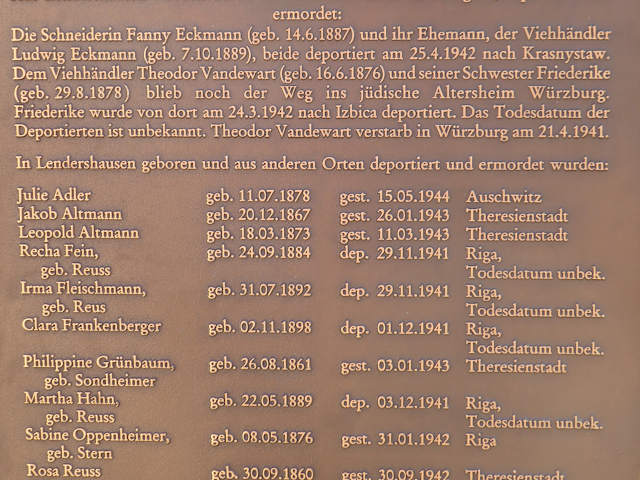 ermordet:
Die Schneiderin Fanny Eckmann (geb. 14.6.1887) und ihr Ehemann, der Viehhändler
Ludwig Eckmann (geb. 7.10.1889), beide deportiert am 25.4.1942 nach Krasnystaw.
Dem Viehhändler Theodor Vandewart (geb. 16.6.1876) und seiner Schwester Friederike
(geb. 29.8.1878) blieb noch der Weg ins jüdische Altersheim Würzburg.
Friederike wurde von dort am 24.3.1942 nach Izbica deportiert. Das Todesdatum der
Deportierten ist unbekannt. Theodor Vandewart verstarb in Würzburg am 21.4.1941.
In Lendershausen geboren und aus anderen Orten deportiert und ermordet wurden:
Julie Adler geb. 11.07.1878 gest. 15.05.1944 Auschwitz
Jakob Altmann geb. 20.12.1867 gest. 26.01.1943 Theresienstadt
Leopold Altmann geb. 18.03.1873 gest. 11.03.1943 Theresienstadt
Recha Fein, geb. 24.09.1884 dep. 29.11.1941 Riga,
geb. Reuss Todesdatum unbek.
Irma Fleischmann, geb. 31.07.1892 dep. 29.11.1941 Riga,
geb. Reus Todesdatum unbek.
Clara Frankenberger geb. 02.11.1898 dep. 01.12.1941 Riga,
Todesdatum unbek.
Philippine Grünbaum, geb. 26.08.1861 gest. 03.01.1943 Theresienstadt
geb. Sondheimer
Martha Hahn, geb. 22.05.1889 dep. 03.12.1941 Riga,
geb. Reuss Todesdatum unbek.
Sabine Oppenheimer, geb. 08.05.1876 gest. 31.01.1942 Riga
geb. Stern
Rosa Reuss geb. 30.09.1860 gest. 30.09.1942 Theresienstadt